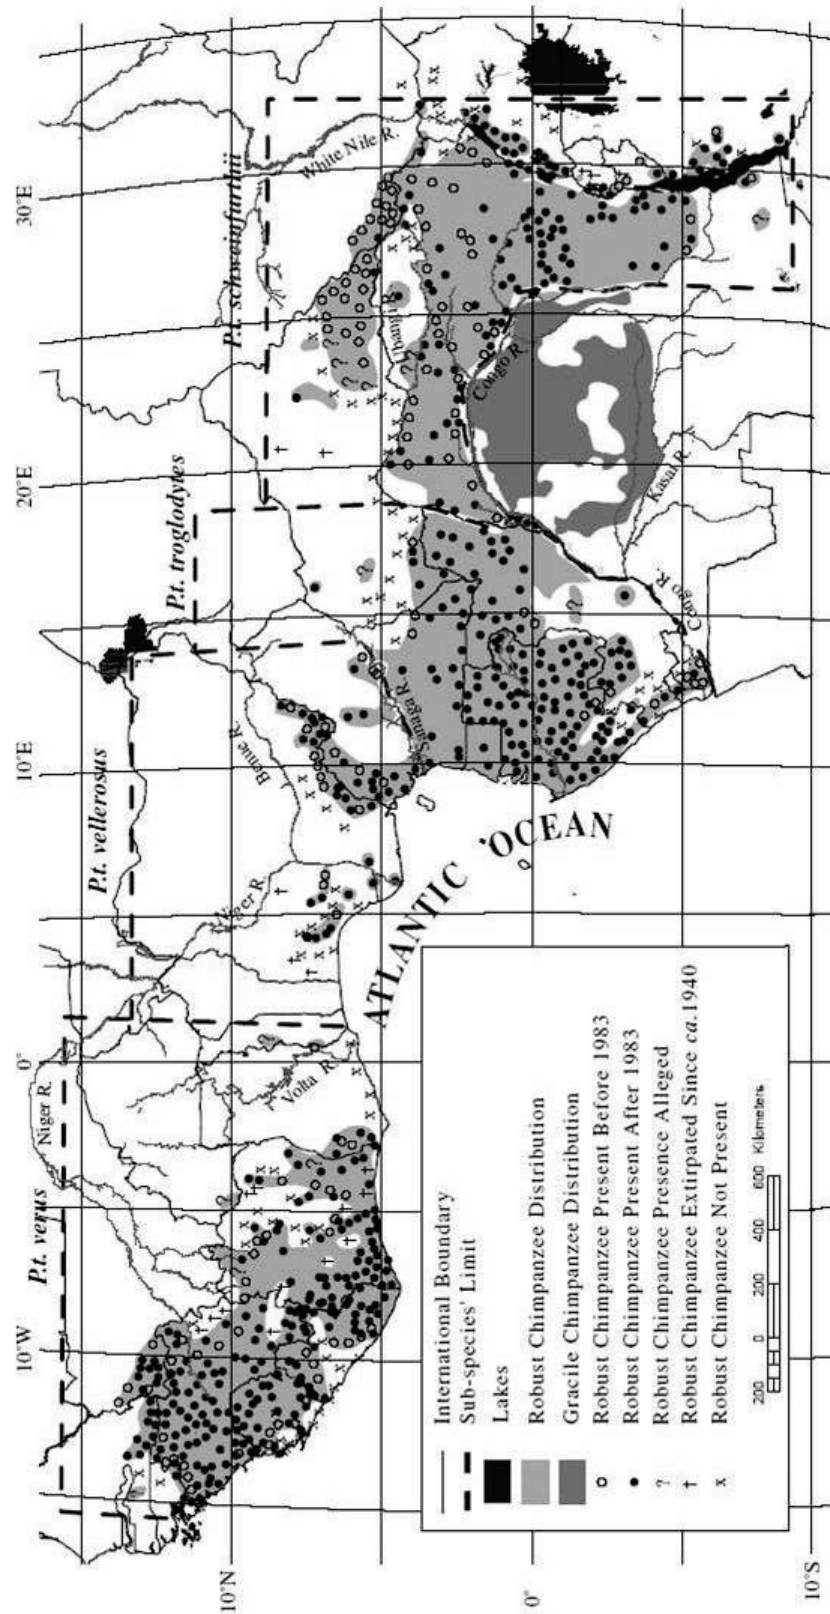 10°W
0°
10°E
20°E
30°E
P.t. verus
P.t. vellerosus
P.t. troglodytes
P.t. schweinfurthii
Niger R.
Volta R.
Niger R.
Benue R.
Sanaga R.
Ubangi
White Nile R.
Congo R.
Kasai R.
Congo R.
ATLANTIC OCEAN
10°N
0°
10°S
International Boundary
Sub-species' Limit
Lakes
Robust Chimpanzee Distribution
Gracile Chimpanzee Distribution
Robust Chimpanzee Present Before 1983
Robust Chimpanzee Present After 1983
? Robust Chimpanzee Presence Alleged
† Robust Chimpanzee Extirpated Since ca.1940
x Robust Chimpanzee Not Present
200 0 200 400 600 Kilometers